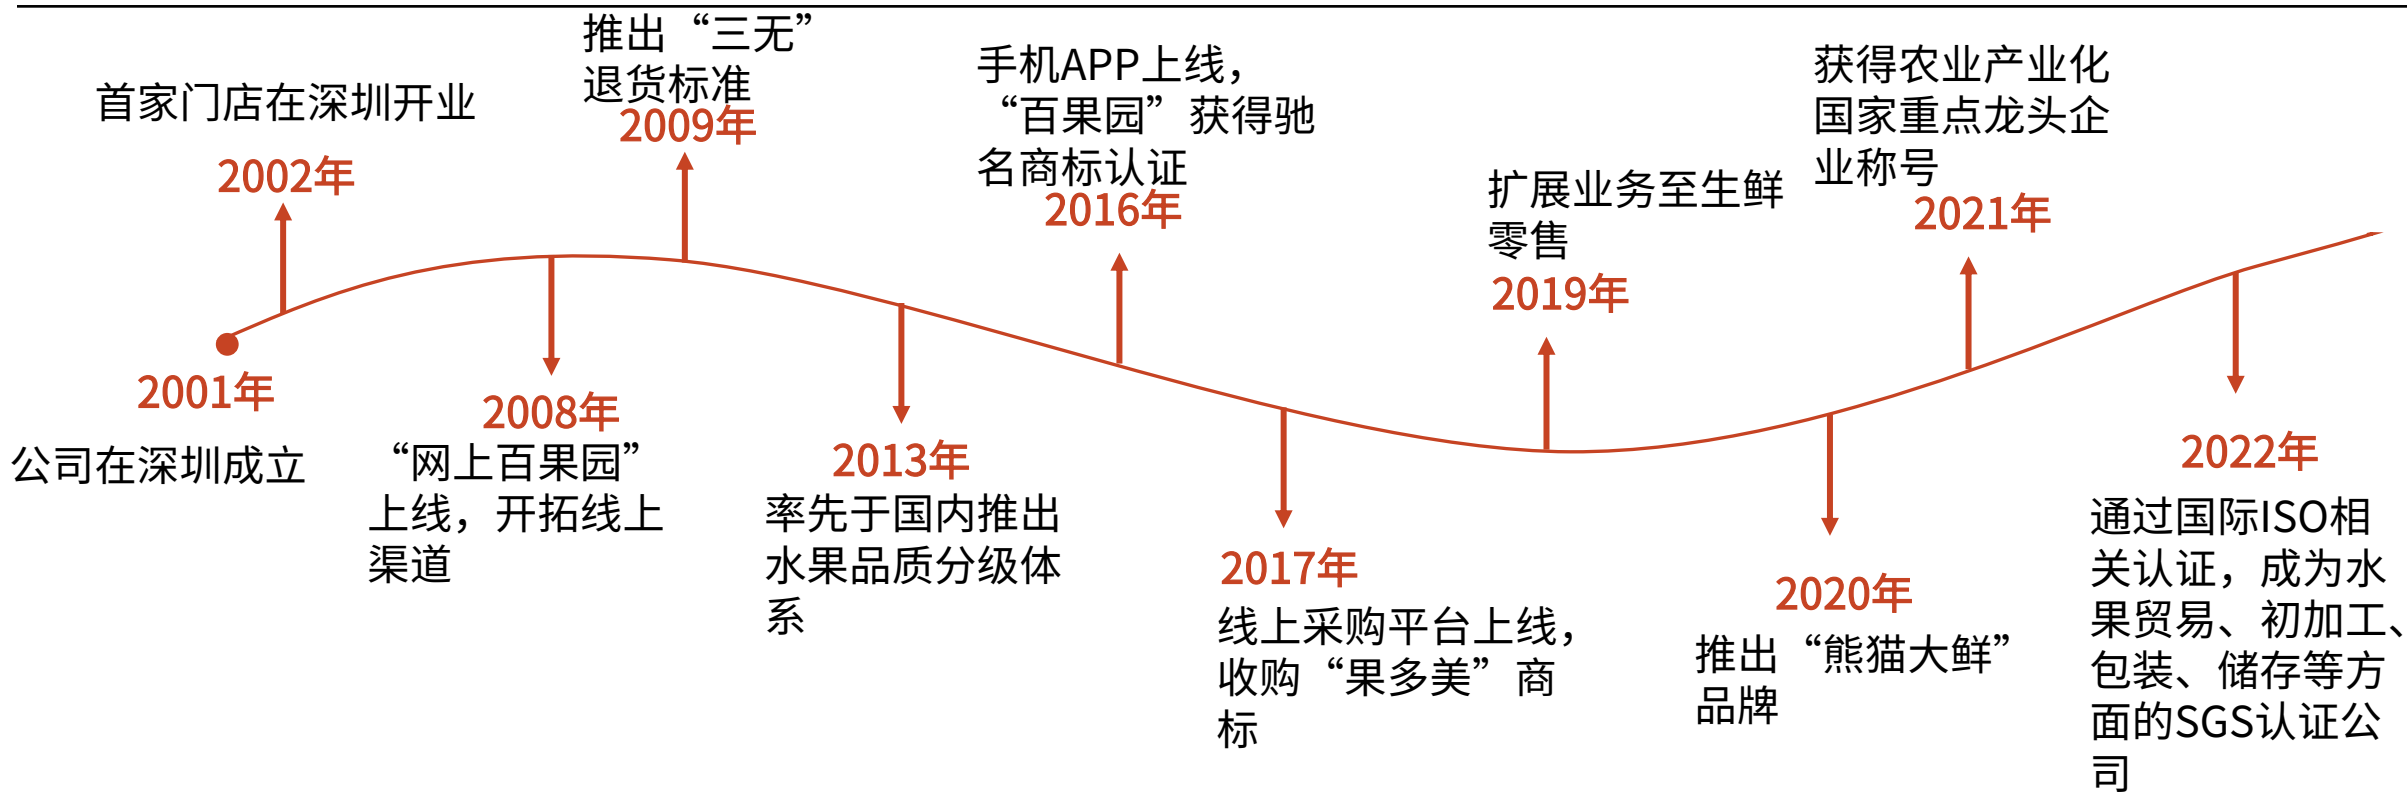 首家门店在深圳开业
2002年
推出“三无”
退货标准
2009年
手机APP上线，
“百果园”获得驰
名商标认证
2016年
扩展业务至生鲜
零售
2019年
获得农业产业化
国家重点龙头企
业称号
2021年
2001年
公司在深圳成立
2008年
“网上百果园”
上线，开拓线上
渠道
2013年
率先于国内推出
水果品质分级体
系
2017年
线上采购平台上线，
收购“果多美”商
标
2020年
推出“熊猫大鲜”
品牌
2022年
通过国际ISO相
关认证，成为水
果贸易、初加工、
包装、储存等方
面的SGS认证公
司